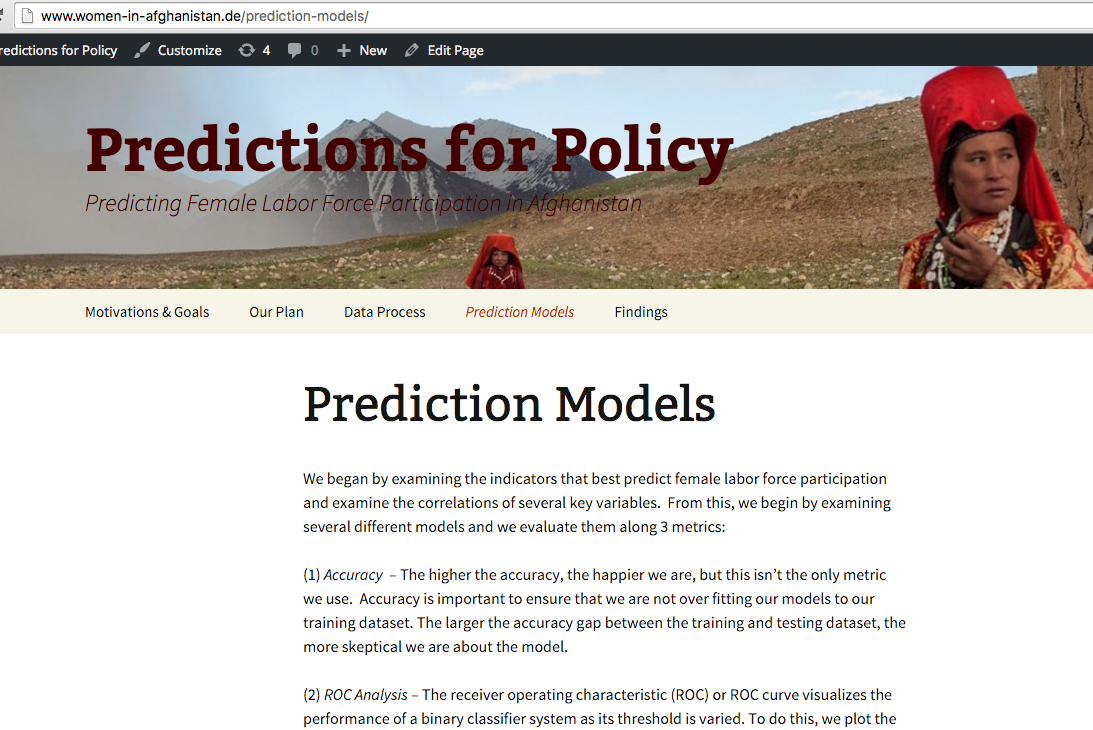 www.women-in-afghanistan.de/prediction-models/
redictions for Policy Customize 4 0 New Edit Page
Predictions for Policy
Predicting Female Labor Force Participation in Afghanistan
Motivations & Goals Our Plan Data Process Prediction Models Findings
Prediction Models
We began by examining the indicators that best predict female labor force participation
and examine the correlations of several key variables.  From this, we begin by examining
several different models and we evaluate them along 3 metrics:
(1) Accuracy  – The higher the accuracy, the happier we are, but this isn’t the only metric
we use.  Accuracy is important to ensure that we are not over fitting our models to our
training dataset. The larger the accuracy gap between the training and testing dataset, the
more skeptical we are about the model.
(2) ROC Analysis – The receiver operating characteristic (ROC) or ROC curve visualizes the
performance of a binary classifier system as its threshold is varied. To do this, we plot the